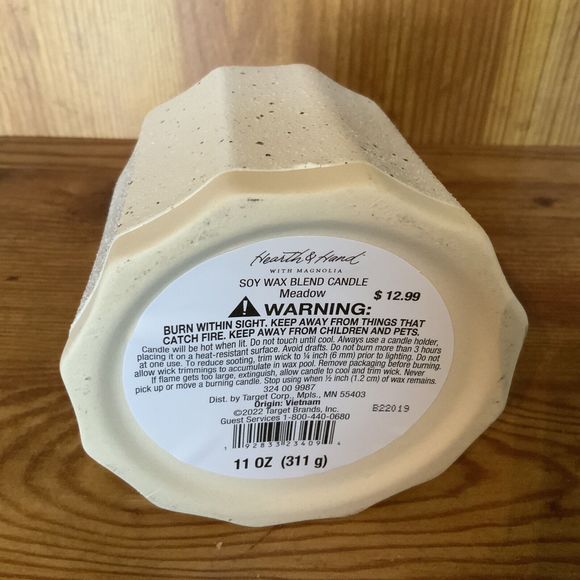 Hearth & Hand
WITH MAGNOLIA
SOY WAX BLEND CANDLE
Meadow $ 12.99
WARNING:
BURN WITHIN SIGHT. KEEP AWAY FROM THINGS THAT
CATCH FIRE. KEEP AWAY FROM CHILDREN AND PETS.
Candle will be hot when lit. Do not touch until cool. Always use a candle holder,
placing it on a heat-resistant surface. Avoid drafts. Do not burn more than 3 hours
at one use. To reduce sooting, trim wick to ¼ inch (6 mm) prior to lighting. Do not
allow wick trimmings to accumulate in wax pool. Remove packaging before burning.
If flame gets too large, extinguish, allow candle to cool and trim wick. Never
pick up or move a burning candle. Stop using when ½ inch (1.2 cm) of wax remains.
324 00 9987
Dist. by Target Corp., Mpls., MN 55403
Origin: Vietnam
©2022 Target Brands, Inc.
Guest Services 1-800-440-0680
B22019
1 92833 23409 4
11 OZ (311 g)